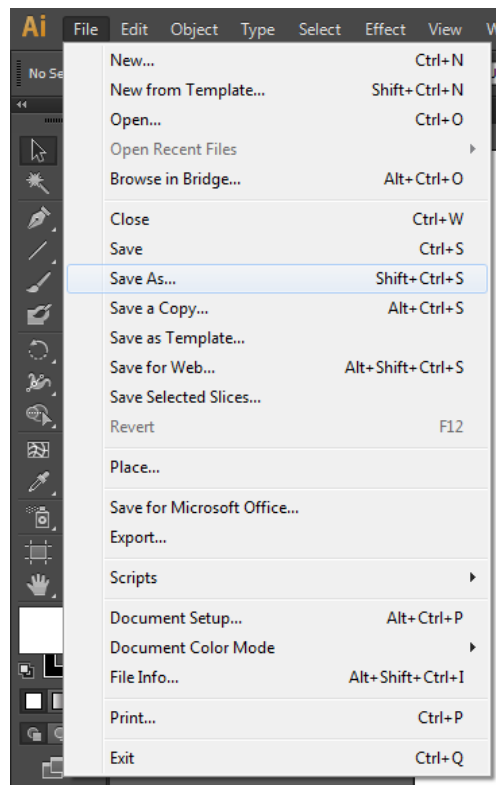 Ai File Edit Object Type Select Effect View
No Se
New... Ctrl+N
New from Template... Shift+Ctrl+N
Open... Ctrl+O
Open Recent Files
Browse in Bridge... Alt+Ctrl+O
Close Ctrl+W
Save Ctrl+S
Save As... Shift+Ctrl+S
Save a Copy... Alt+Ctrl+S
Save as Template...
Save for Web... Alt+Shift+Ctrl+S
Save Selected Slices...
Revert F12
Place...
Save for Microsoft Office...
Export...
Scripts
Document Setup... Alt+Ctrl+P
Document Color Mode
File Info... Alt+Shift+Ctrl+I
Print... Ctrl+P
Exit Ctrl+Q